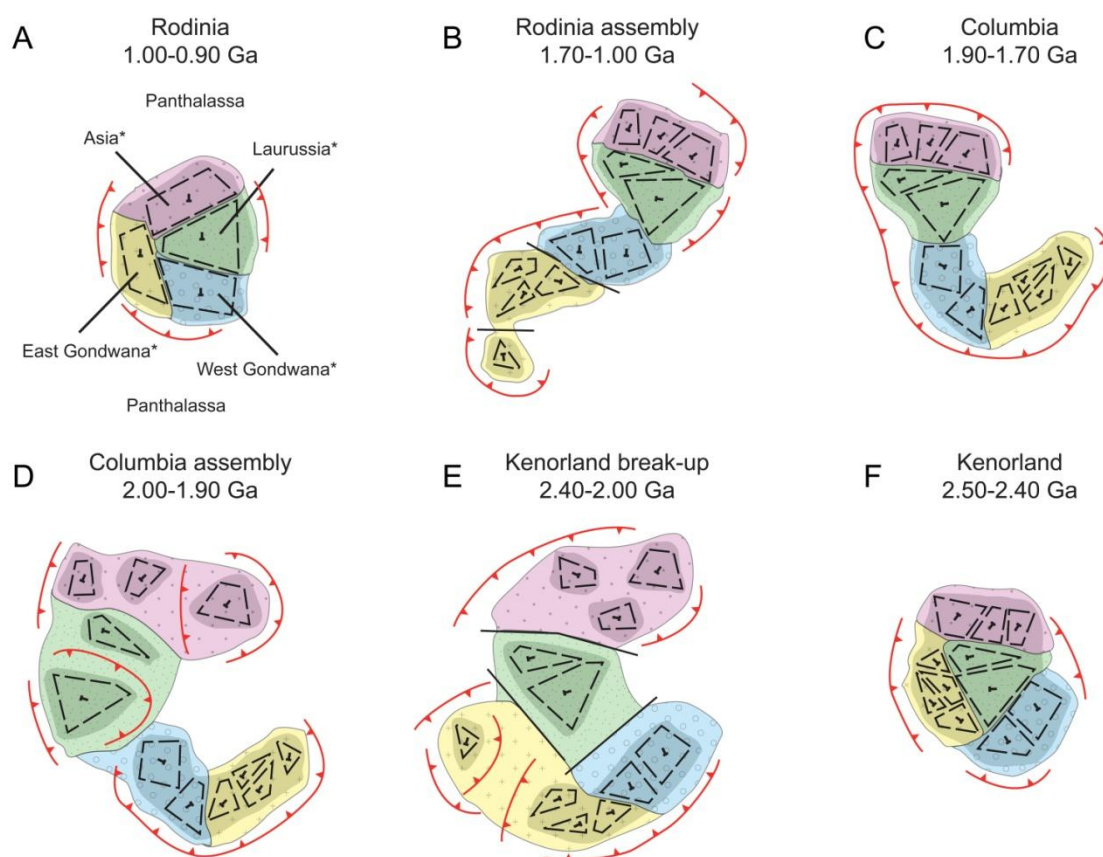 A
Rodinia
1.00-0.90 Ga
Panthalassa
Asia*
Laurussia*
East Gondwana*
West Gondwana*
Panthalassa
B
Rodinia assembly
1.70-1.00 Ga
C
Columbia
1.90-1.70 Ga
D
Columbia assembly
2.00-1.90 Ga
E
Kenorland break-up
2.40-2.00 Ga
F
Kenorland
2.50-2.40 Ga